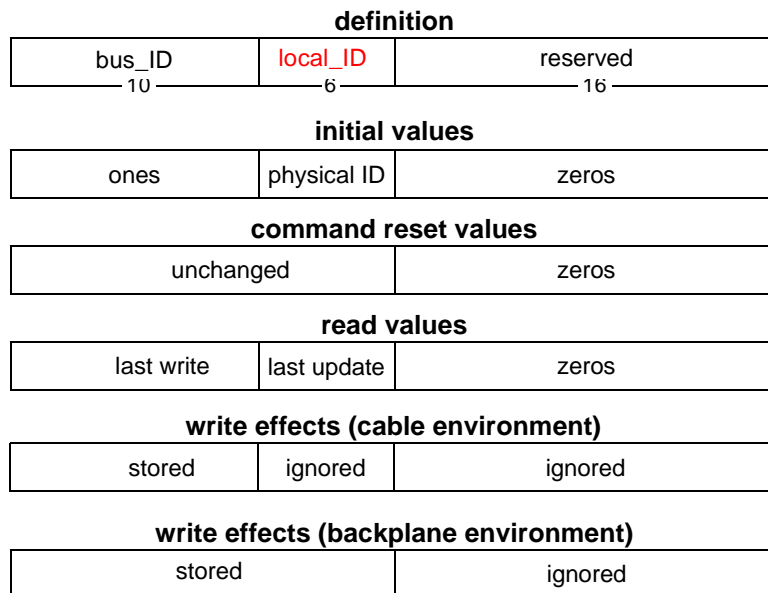 definition
bus_ID local_ID reserved
10 6 16
initial values
ones physical ID zeros
command reset values
unchanged zeros
read values
last write last update zeros
write effects (cable environment)
stored ignored ignored
write effects (backplane environment)
stored ignored